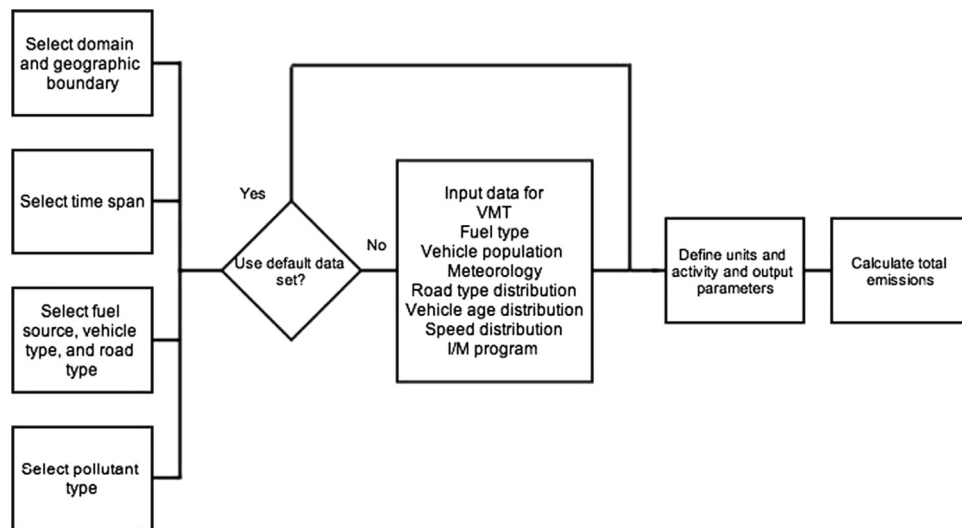 Select domain
and geographic
boundary
Select time span
Select fuel
source, vehicle
type, and road
type
Select pollutant
type
Yes
Use default data
set?
No
Input data for
VMT
Fuel type
Vehicle population
Meteorology
Road type distribution
Vehicle age distribution
Speed distribution
I/M program
Define units and
activity and output
parameters
Calculate total
emissions